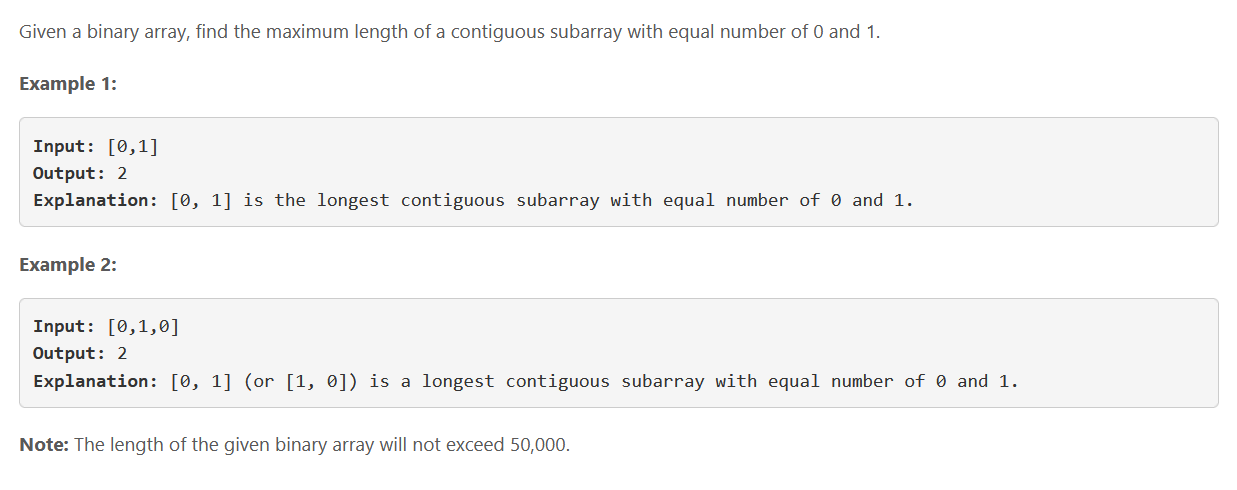 Given a binary array, find the maximum length of a contiguous subarray with equal number of 0 and 1.
Example 1:
Input: [0,1]
Output: 2
Explanation: [0, 1] is the longest contiguous subarray with equal number of 0 and 1.
Example 2:
Input: [0,1,0]
Output: 2
Explanation: [0, 1] (or [1, 0]) is a longest contiguous subarray with equal number of 0 and 1.
Note: The length of the given binary array will not exceed 50,000.